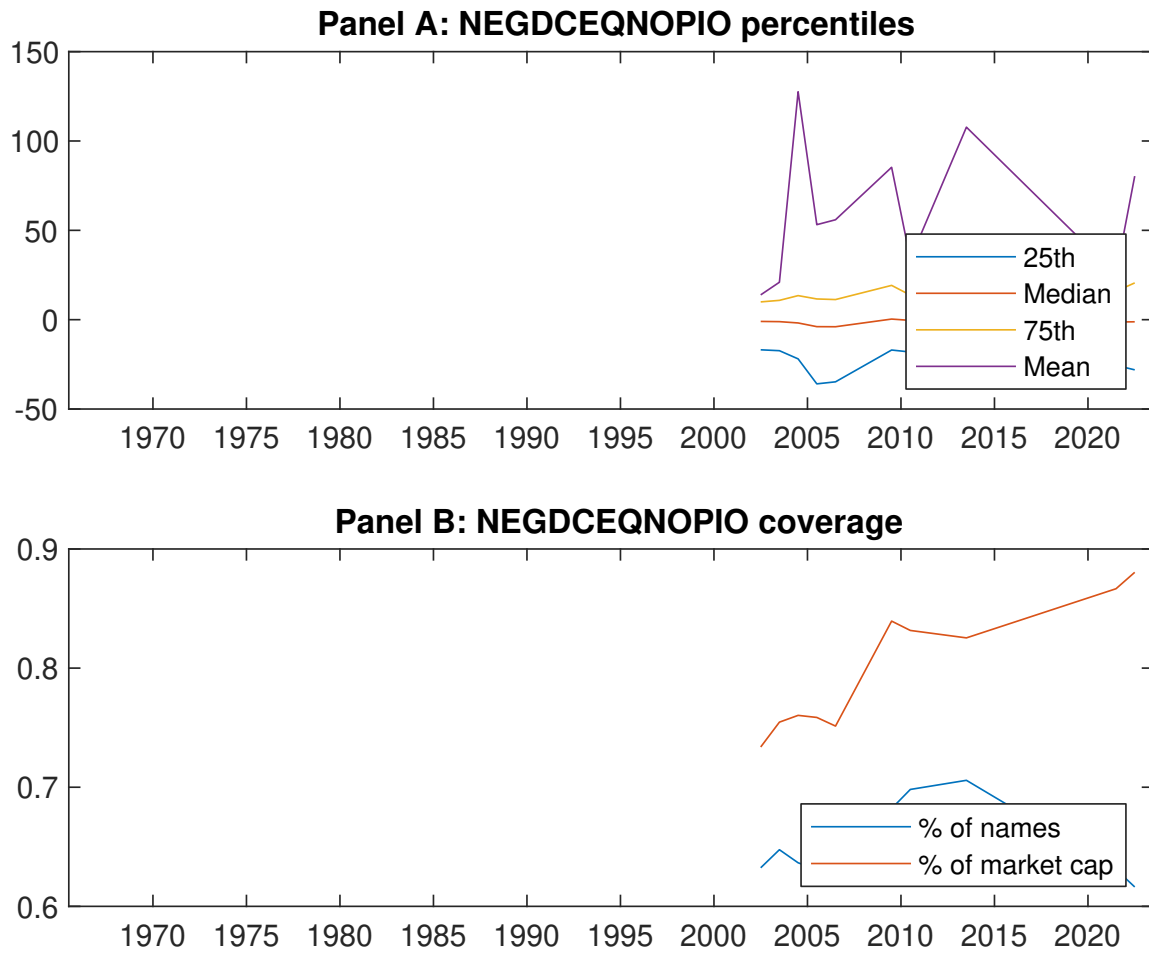 Panel A: NEGDCEQNOPIO percentiles
150
100
50
0
-50
25th
Median
75th
Mean
1970 1975 1980 1985 1990 1995 2000 2005 2010 2015 2020
Panel B: NEGDCEQNOPIO coverage
0.9
0.8
0.7
0.6
% of names
% of market cap
1970 1975 1980 1985 1990 1995 2000 2005 2010 2015 2020